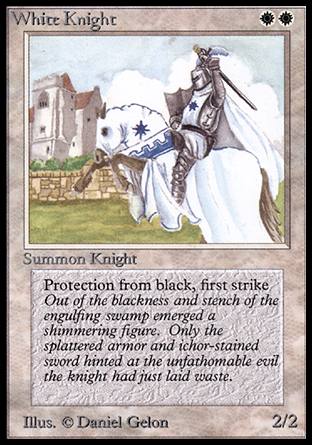 White Knight
Summon Knight
Protection from black, first strike
Out of the blackness and stench of the
engulfing swamp emerged a
shimmering figure. Only the
splattered armor and ichor-stained
sword hinted at the unfathomable evil
the knight had just laid waste.
Illus. © Daniel Gelon 2/2